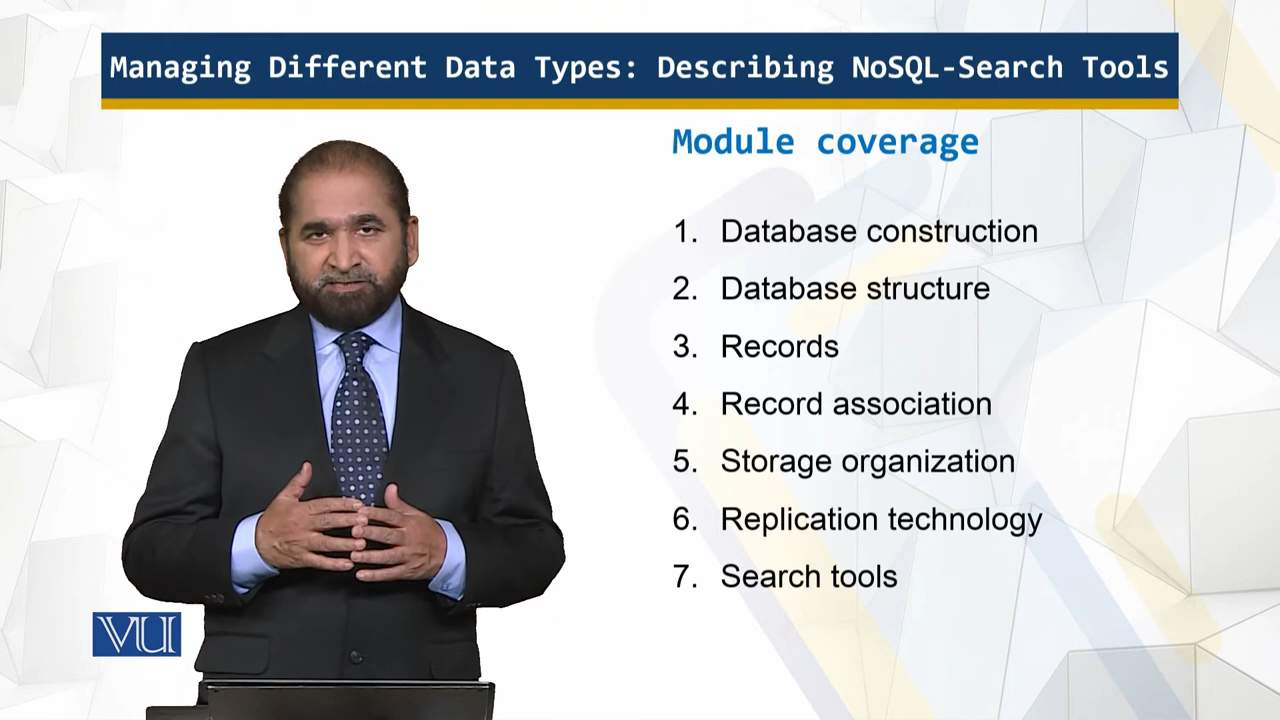 Managing Different Data Types: Describing NoSQL-Search Tools
Module coverage
1. Database construction
2. Database structure
3. Records
4. Record association
5. Storage organization
6. Replication technology
7. Search tools
VU